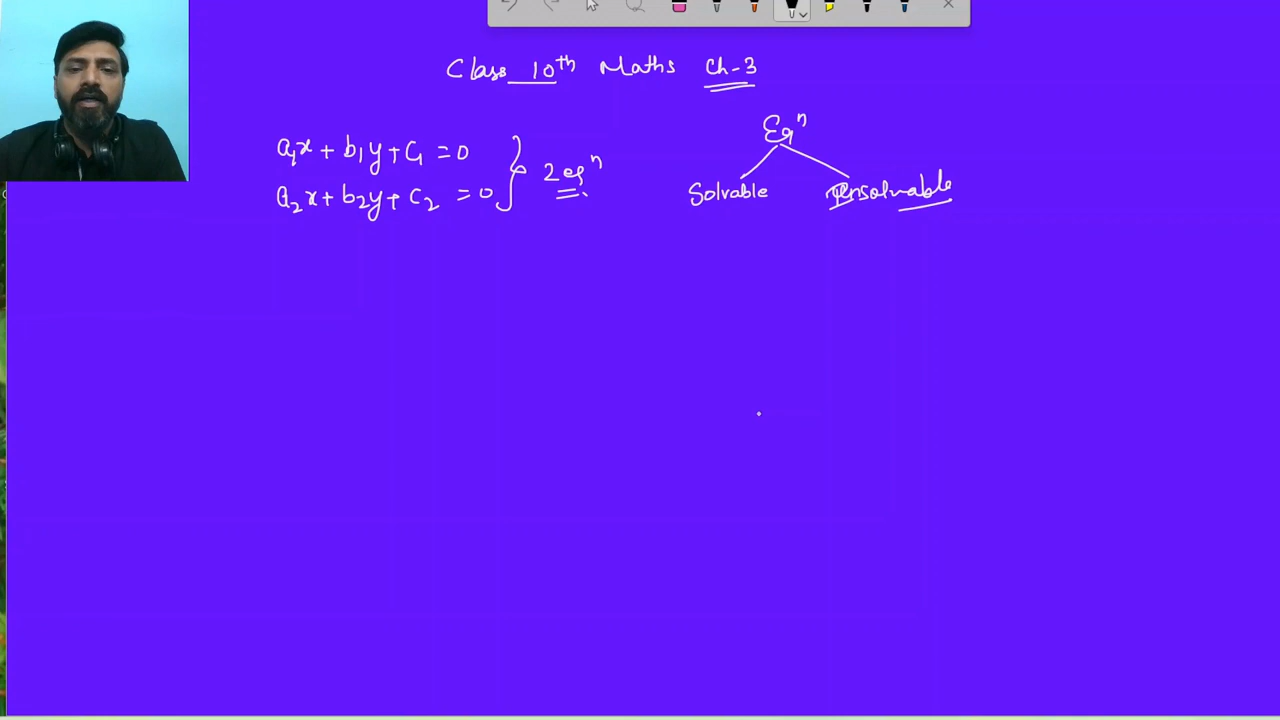 Class 10th Maths Ch-3
a₁x + b₁y + c₁ = 0
a₂x + b₂y + c₂ = 0
2 eqⁿ
Eqⁿ
Solvable
Unsolvable